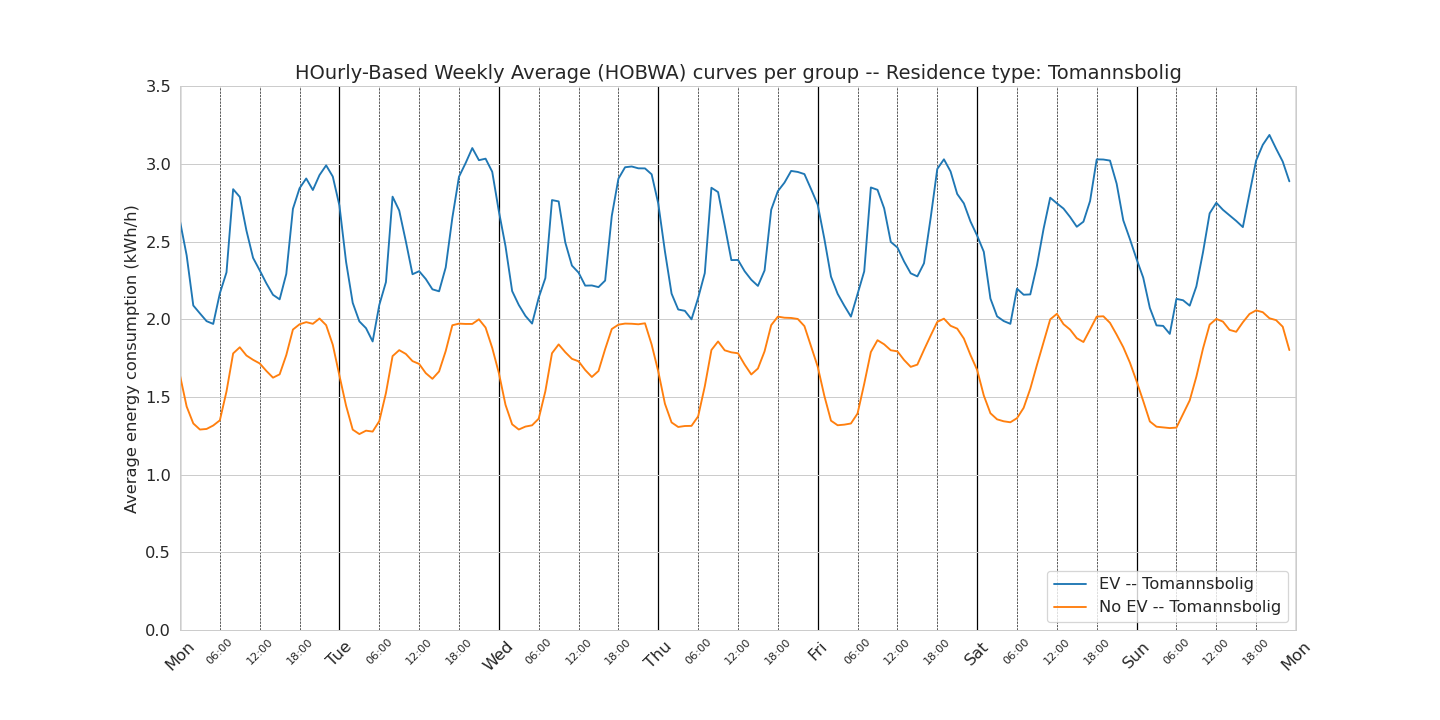 HOurly-Based Weekly Average (HOBWA) curves per group -- Residence type: Tomannsbolig
Average energy consumption (kWh/h)
3.5
3.0
2.5
2.0
1.5
1.0
0.5
0.0
EV -- Tomannsbolig
No EV -- Tomannsbolig
Mon 06:00 12:00 18:00 Tue 06:00 12:00 18:00 Wed 06:00 12:00 18:00 Thu 06:00 12:00 18:00 Fri 06:00 12:00 18:00 Sat 06:00 12:00 18:00 Sun 06:00 12:00 18:00 Mon